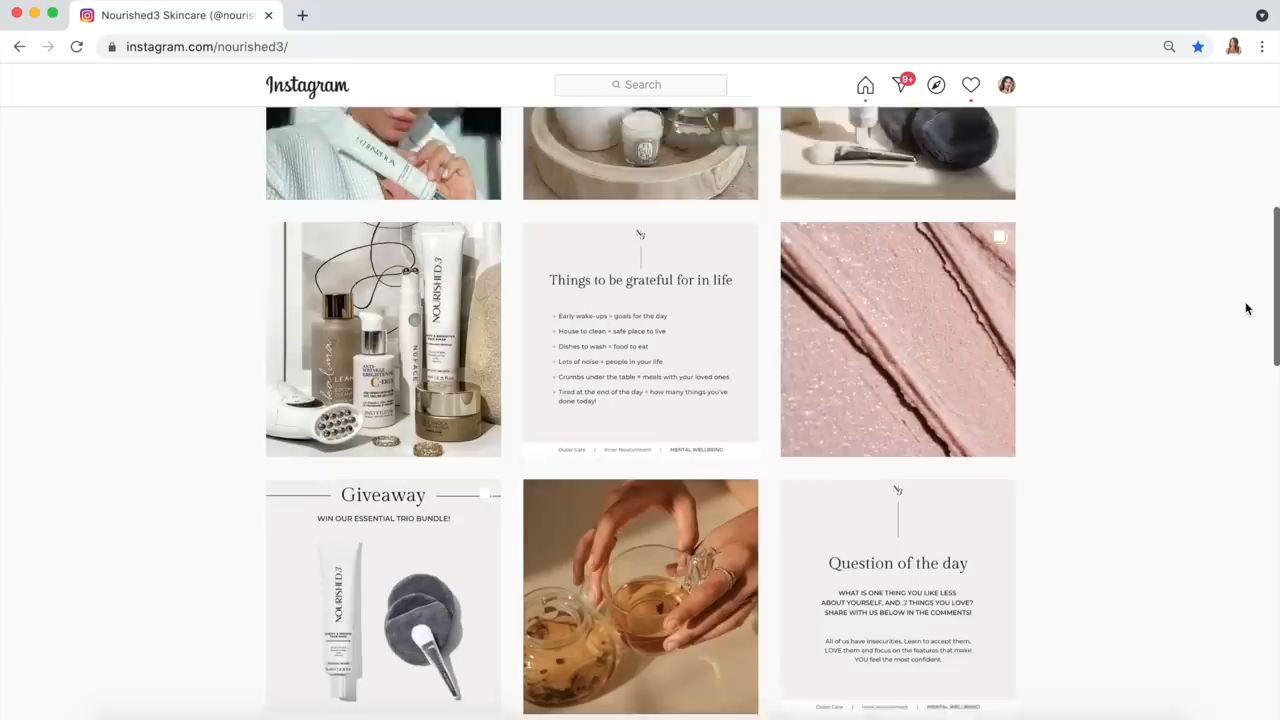 Nourished3 Skincare (@nouris
instagram.com/nourished3/
Instagram
Search
9+
NOURISHED.3
Things to be grateful for in life
Early wake-ups = goals for the day
House to clean = safe place to live
Dishes to wash = food to eat
Lots of noise = people in your life
Crumbs under the table = meals with your loved ones
Tired at the end of the day = how many things you've
done today!
Outer Care | Inner Nourishment | MENTAL WELLBEING
Giveaway
WIN OUR ESSENTIAL TRIO BUNDLE!
NOURISHED.3
Question of the day
WHAT IS ONE THING YOU LIKE LESS
ABOUT YOURSELF, AND 3 THINGS YOU LOVE?
SHARE WITH US BELOW IN THE COMMENTS!
All of us have insecurities. Learn to accept them,
LOVE them and focus on the features that make
YOU feel the most confident.
Outer Care | | MENTAL WELLBEING